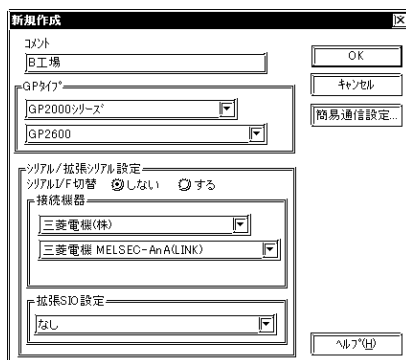 新規作成
コメント
B工場
OK
キャンセル
簡易通信設定...
GPタイプ
GP2000シリーズ
GP2600
シリアル/拡張シリアル設定
シリアルI/F切替 しない する
接続機器
三菱電機(株)
三菱電機 MELSEC-AnA(LINK)
拡張SIO設定
なし
ヘルプ(H)